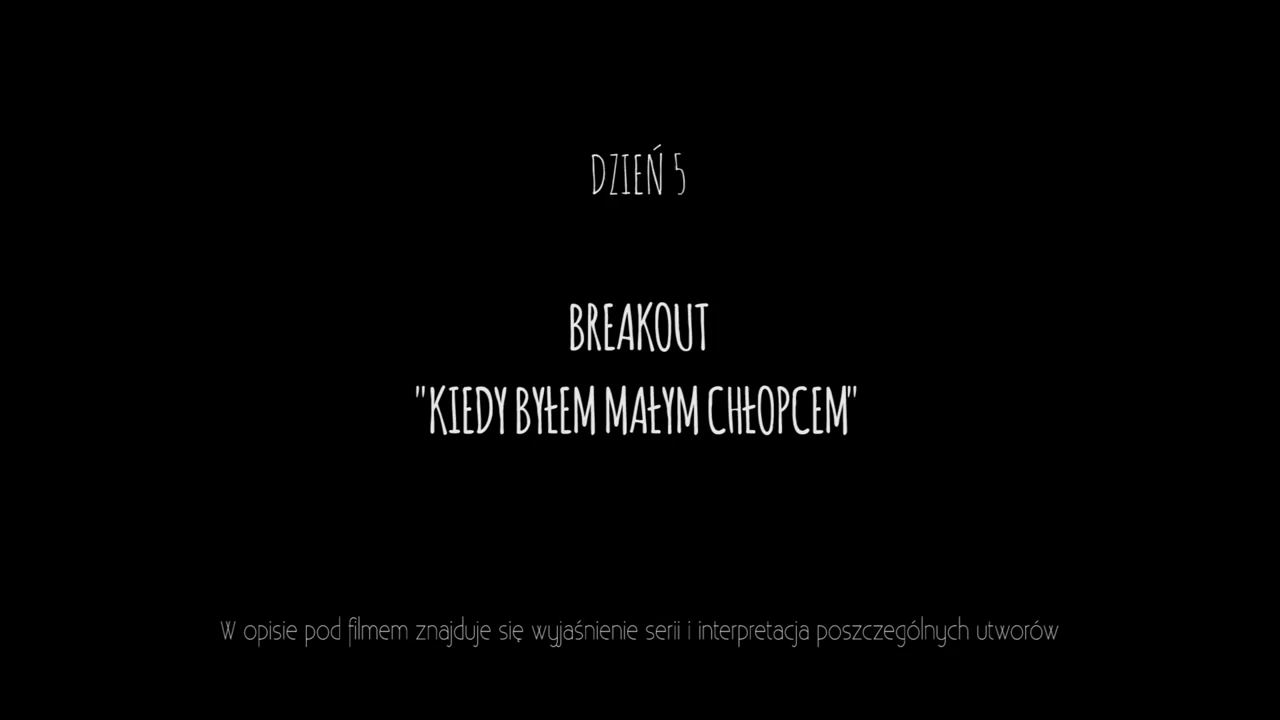 DZIEŃ 5
BREAKOUT
"KIEDY BYŁEM MAŁYM CHŁOPCEM"
W opisie pod filmem znajduje się wyjaśnienie serii i interpretacja poszczególnych utworów